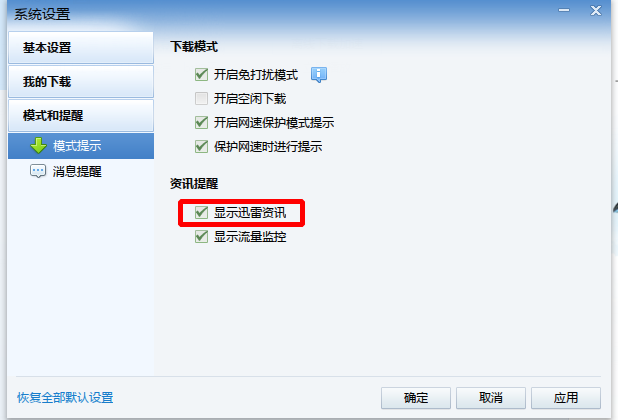 系统设置
基本设置
我的下载
模式和提醒
模式提示
消息提醒
下载模式
开启免打扰模式
开启空闲下载
开启网速保护模式提示
保护网速时进行提示
资讯提醒
显示迅雷资讯
显示流量监控
恢复全部默认设置
确定
取消
应用